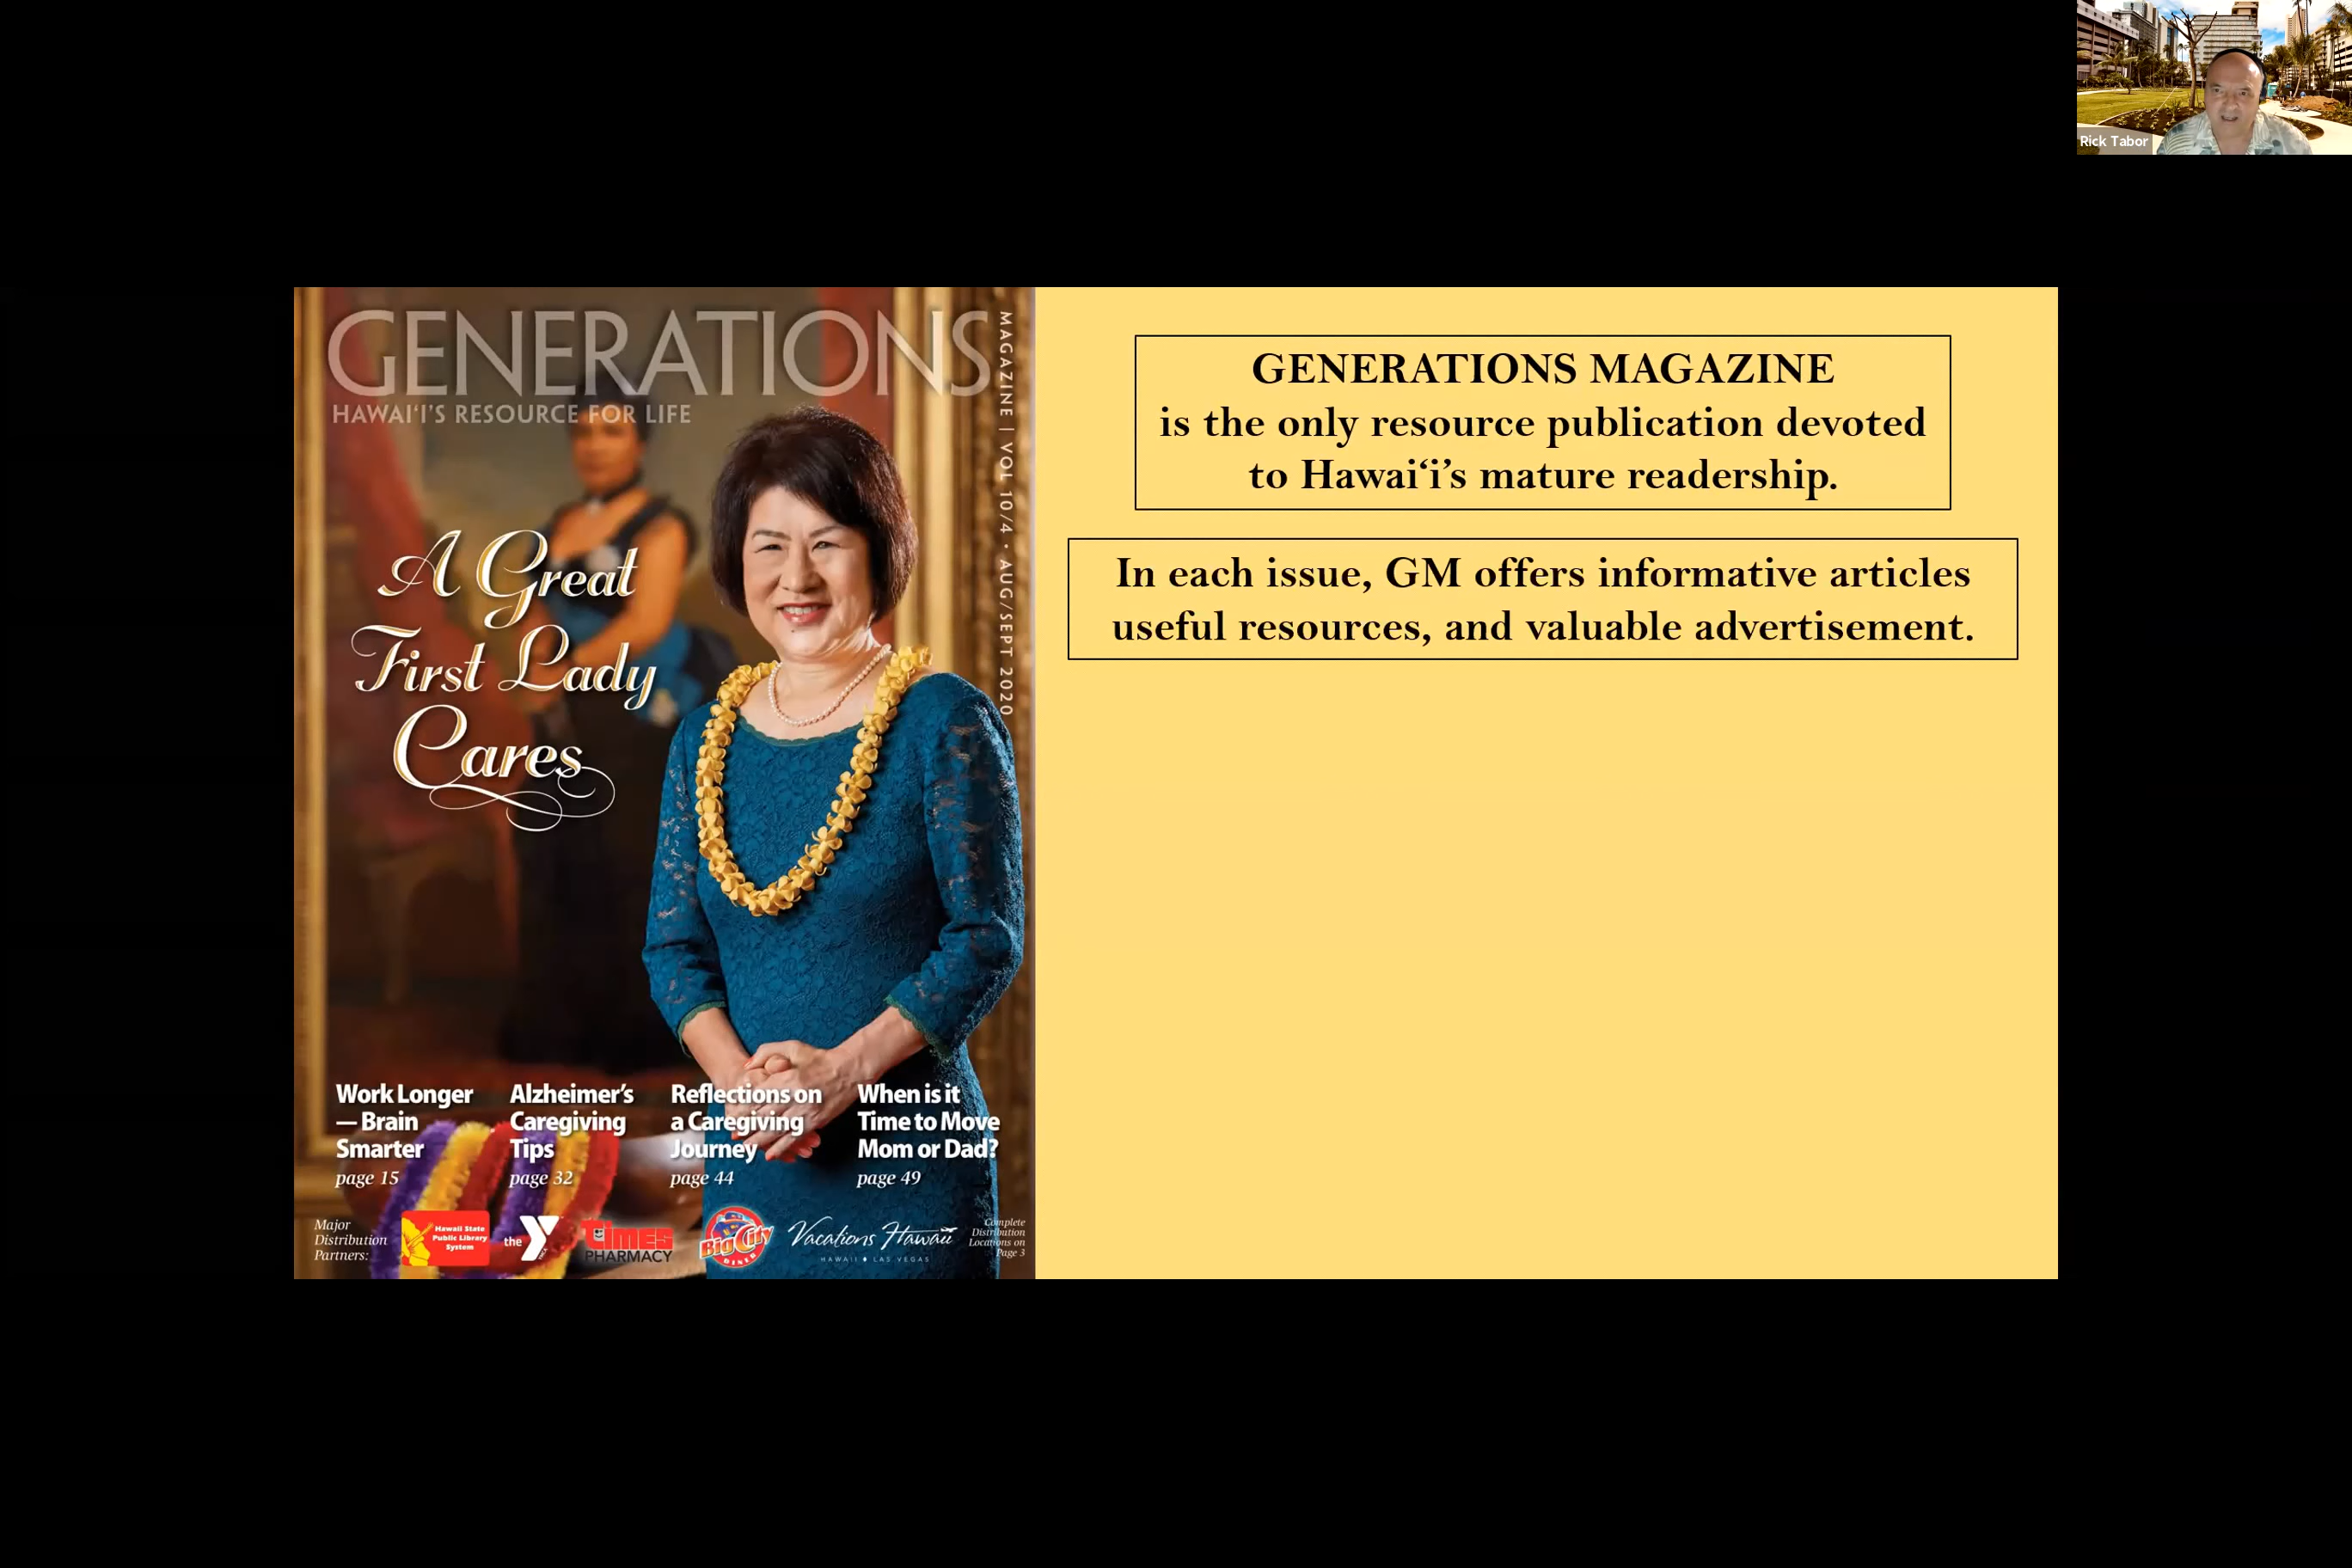 Rick Tabor
GENERATIONS
HAWAI‘I’S RESOURCE FOR LIFE
MAGAZINE | VOL 10/4 • AUG/SEPT 2020
A Great
First Lady
Cares
Work Longer
— Brain
Smarter
page 15
Alzheimer’s
Caregiving
Tips
page 32
Reflections on
a Caregiving
Journey
page 44
When is it
Time to Move
Mom or Dad?
page 49
Major
Distribution
Partners:
Hawaii State
Public Library
System
the Y
Times
PHARMACY
Big City
DINER
Vacations Hawaii
HAWAII ♦ LAS VEGAS
Complete
Distribution
Locations on
Page 3
GENERATIONS MAGAZINE
is the only resource publication devoted
to Hawai‘i’s mature readership.
In each issue, GM offers informative articles
useful resources, and valuable advertisement.